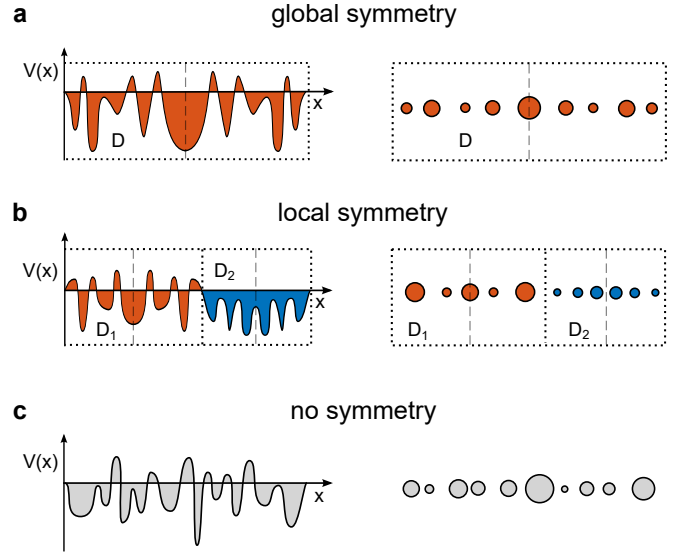 a
global symmetry
V(x)
x
D
D
b
local symmetry
V(x)
D₂
x
D₁
D₁
D₂
c
no symmetry
V(x)
x